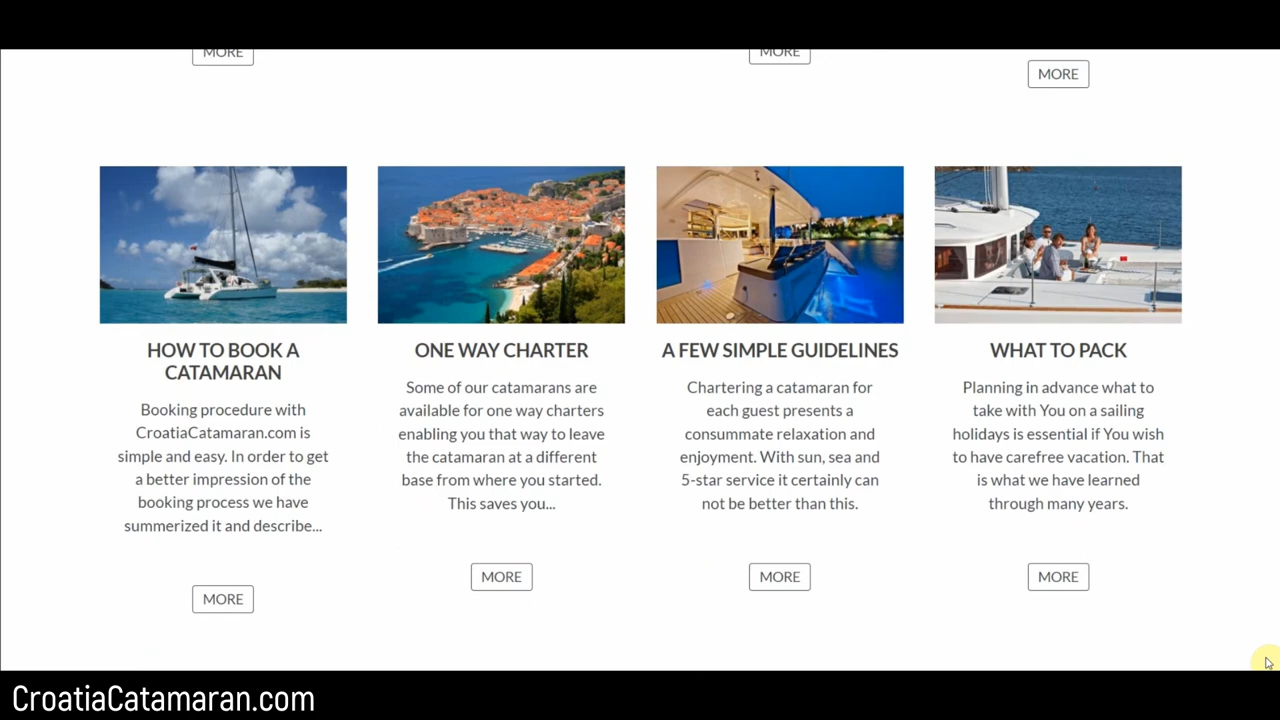 MORE
MORE
MORE
HOW TO BOOK A
CATAMARAN
Booking procedure with
CroatiaCatamaran.com is
simple and easy. In order to get
a better impression of the
booking process we have
summerized it and describe...
MORE
ONE WAY CHARTER
Some of our catamarans are
available for one way charters
enabling you that way to leave
the catamaran at a different
base from where you started.
This saves you...
MORE
A FEW SIMPLE GUIDELINES
Chartering a catamaran for
each guest presents a
consummate relaxation and
enjoyment. With sun, sea and
5-star service it certainly can
not be better than this.
MORE
WHAT TO PACK
Planning in advance what to
take with You on a sailing
holidays is essential if You wish
to have carefree vacation. That
is what we have learned
through many years.
MORE
CroatiaCatamaran.com